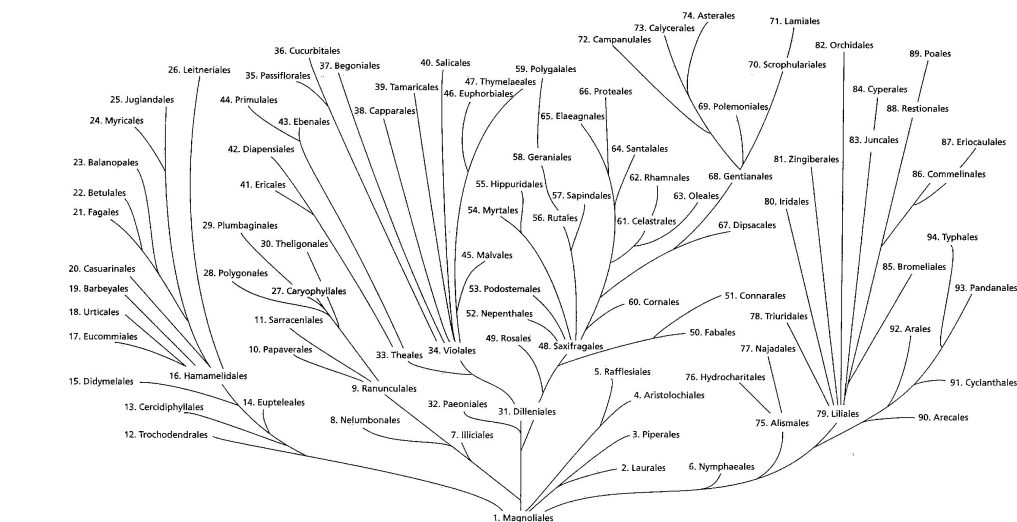 74. Asterales
73. Calycerales
71. Lamiales
72. Campanulales
82. Orchidales
36. Cucurbitales
89. Poales
37. Begoniales
40. Salicales
70. Scrophulariales
26. Leitneriales
35. Passiflorales
59. Polygalales
47. Thymelaeales
39. Tamaricales
46. Euphorbiales
66. Proteales
84. Cyperales
25. Juglandales
44. Primulales
69. Polemoniales
88. Restionales
38. Capparales
65. Elaeagnales
24. Myricales
43. Ebenales
83. Juncales
87. Eriocaulales
42. Diapensiales
64. Santalales
58. Geraniales
81. Zingiberales
23. Balanopales
86. Commelinales
62. Rhamnales
68. Gentianales
41. Ericales
55. Hippuridales
22. Betulales
57. Sapindales
63. Oleales
80. Iridales
21. Fagales
54. Myrtales
56. Rutales
61. Celastrales
29. Plumbaginales
67. Dipsacales
94. Typhales
30. Theligonales
45. Malvales
20. Casuarinales
28. Polygonales
85. Bromeliales
19. Barbeyales
27. Caryophyllales
53. Podostemales
93. Pandanales
51. Connarales
60. Cornales
18. Urticales
52. Nepenthales
11. Sarraceniales
78. Triuridales
92. Arales
17. Eucommiales
49. Rosales
50. Fabales
10. Papaverales
33. Theales
34. Violales
48. Saxifragales
77. Najadales
5. Rafflesiales
16. Hamamelidales
76. Hydrocharitales
15. Didymelales
9. Ranunculales
91. Cyclanthales
4. Aristolochiales
14. Eupteleales
32. Paeoniales
13. Cercidiphyllales
31. Dilleniales
79. Liliales
90. Arecales
8. Nelumbonales
75. Alismales
12. Trochodendrales
7. Illiciales
3. Piperales
2. Laurales
6. Nymphaeales
1. Magnoliales